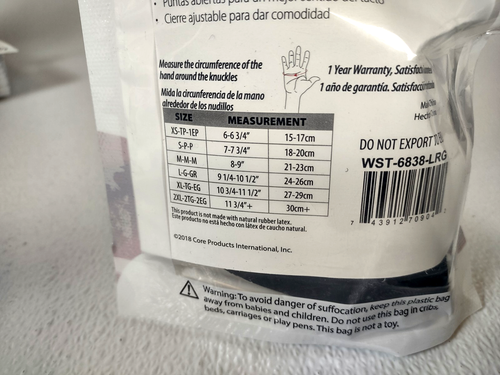 • Puntas abiertas para un mejor sentido del tacto
• Cierre ajustable para dar comodidad
Measure the circumference of the
hand around the knuckles
Mida la circunferencia de la mano
alrededor de los nudillos
1 Year Warranty,
1 año de garantía.
DO NOT EXPORT
WST-6838-LRG
7 43912 70904
SIZE MEASUREMENT
XS-TP-1EP 6-6 3/4" 15-17cm
S-P-P 7-7 3/4" 18-20cm
M-M-M 8-9" 21-23cm
L-G-GR 9 1/4-10 1/2" 24-26cm
XL-TG-EG 10 3/4-11 1/2" 27-29cm
2XL-2TG-2EG 11 3/4"+ 30cm+
This product is not made with natural rubber latex.
Este producto no está hecho con látex de caucho natural.
©2018 Core Products International, Inc.
Warning: To avoid danger of suffocation, keep this plastic bag
away from babies and children. Do not use this bag in cribs,
beds, carriages or play pens. This bag is not a toy.